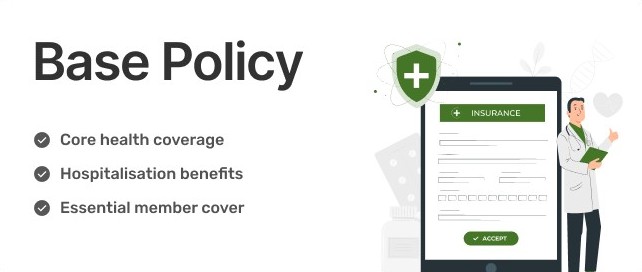 Base Policy
Core health coverage
Hospitalisation benefits
Essential member cover
INSURANCE
ACCEPT